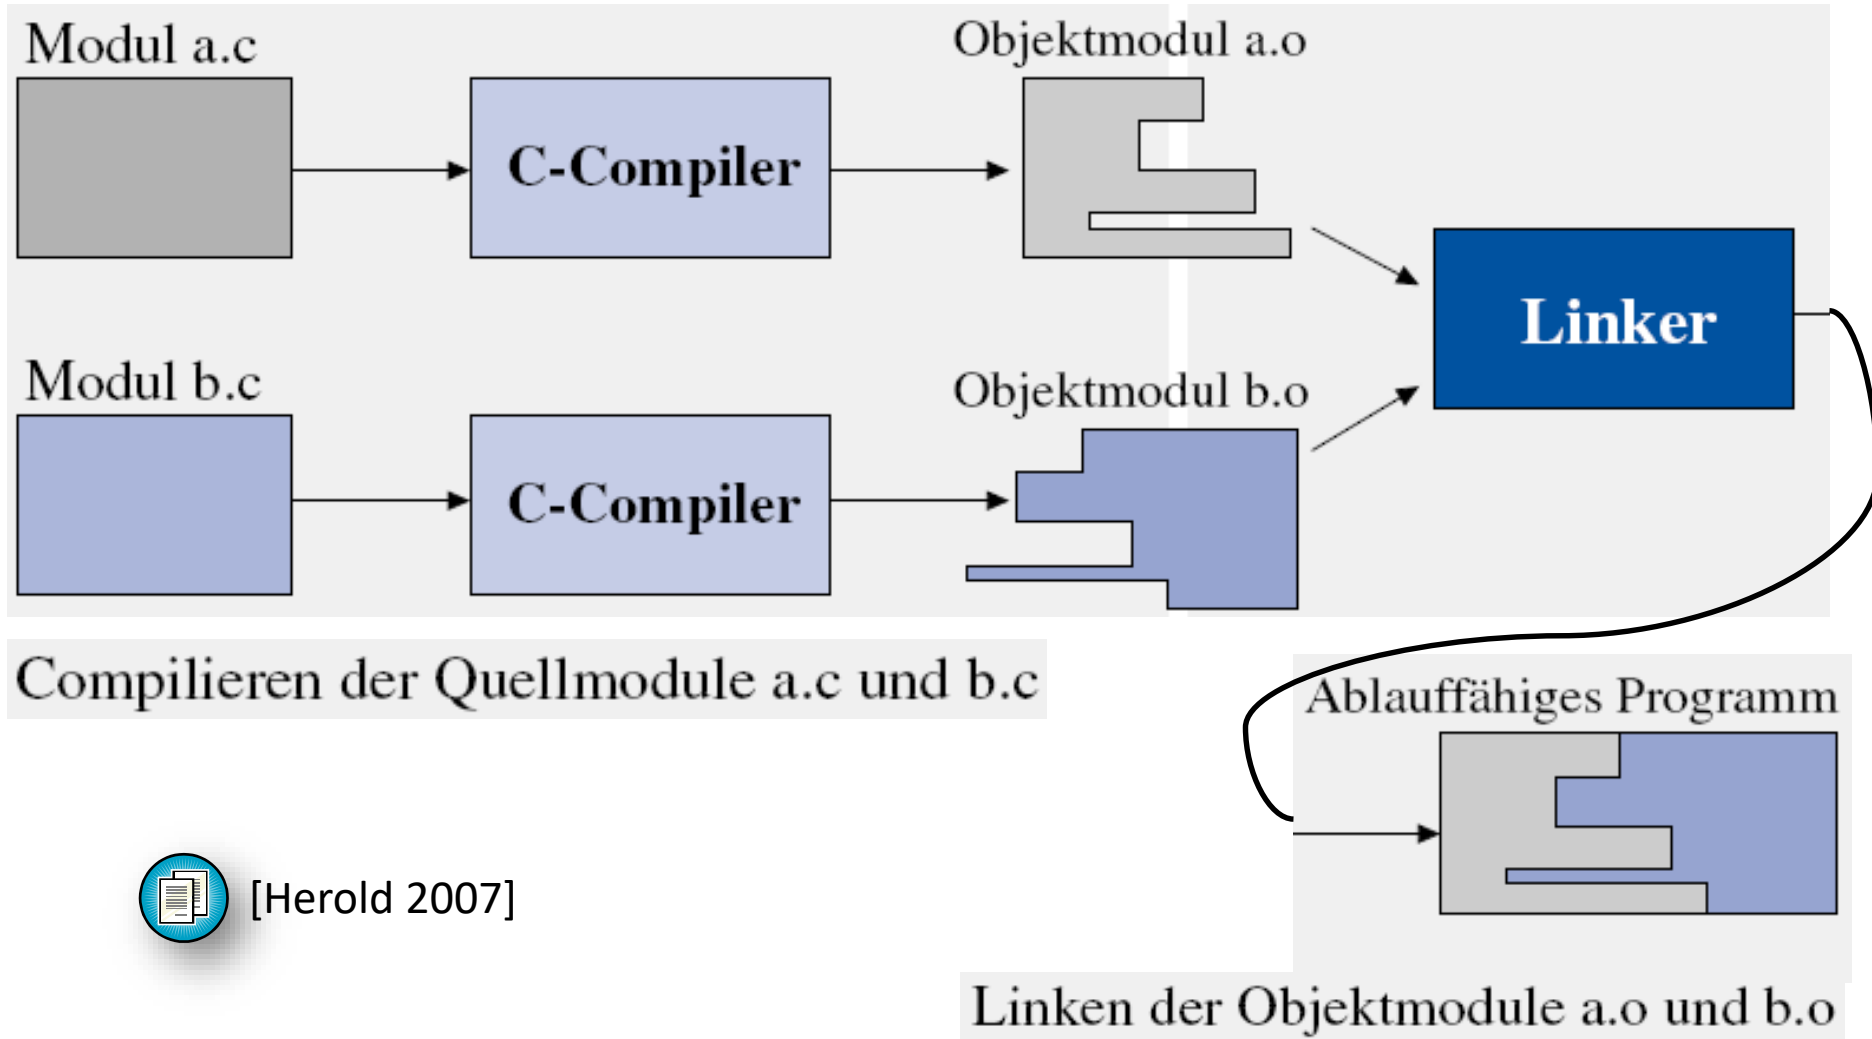 Modul a.c
Objektmodul a.o
C-Compiler
Linker
Modul b.c
Objektmodul b.o
C-Compiler
Compilieren der Quellmodule a.c und b.c
Ablauffähiges Programm
[Herold 2007]
Linken der Objektmodule a.o und b.o